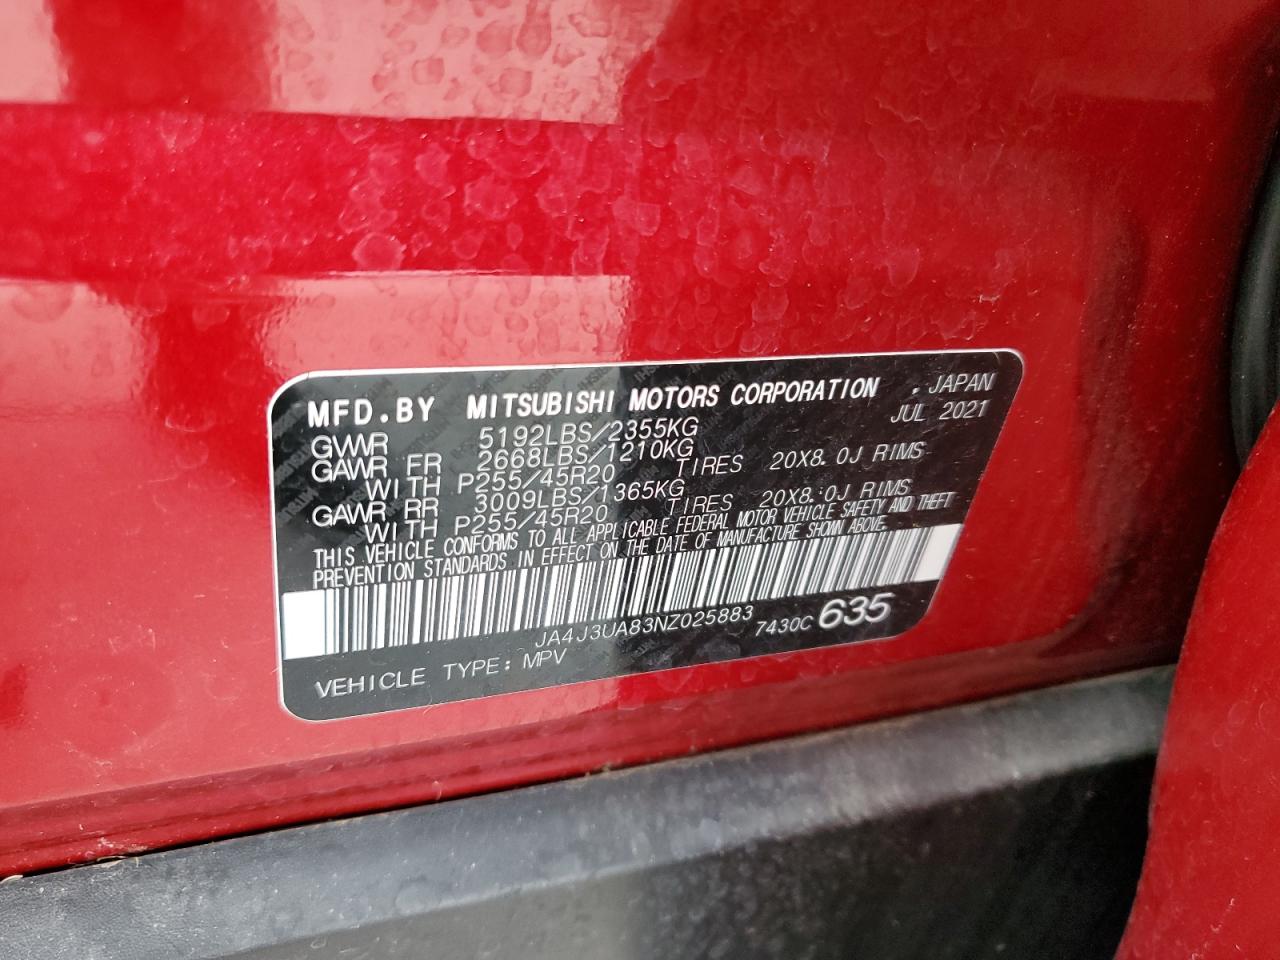 MFD.BY MITSUBISHI MOTORS CORPORATION , JAPAN
JUL 2021
GVWR 5192LBS/2355KG
GAWR FR 2668LBS/1210KG
WITH P255/45R20 TIRES 20X8.0J RIMS
GAWR RR 3009LBS/1365KG
WITH P255/45R20 TIRES 20X8.0J RIMS
THIS VEHICLE CONFORMS TO ALL APPLICABLE FEDERAL MOTOR VEHICLE SAFETY AND THEFT
PREVENTION STANDARDS IN EFFECT ON THE DATE OF MANUFACTURE SHOWN ABOVE.
JA4J3UA83NZ025883 7430C 635
VEHICLE TYPE: MPV